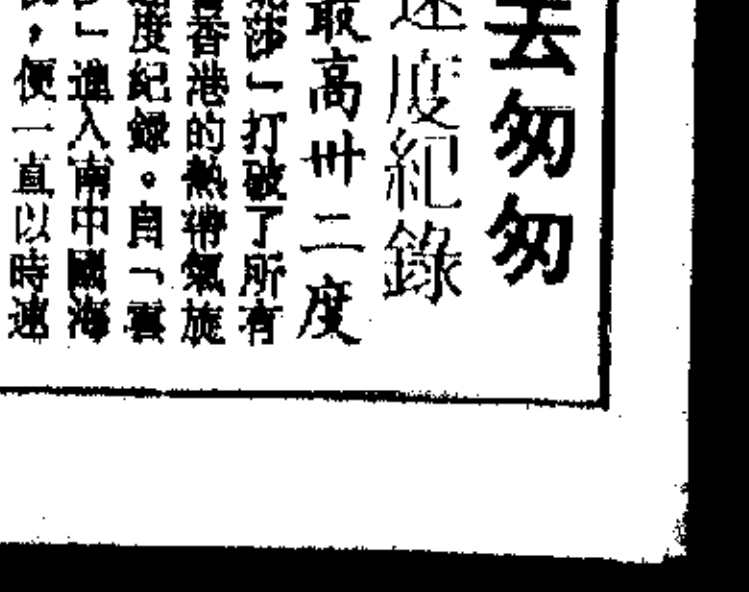 去匆匆
速度紀錄
最高卅二度
莎」打破了所有
香港的熱帶氣旋
度紀錄。自「雲
」進入南中國海
，便一直以時速